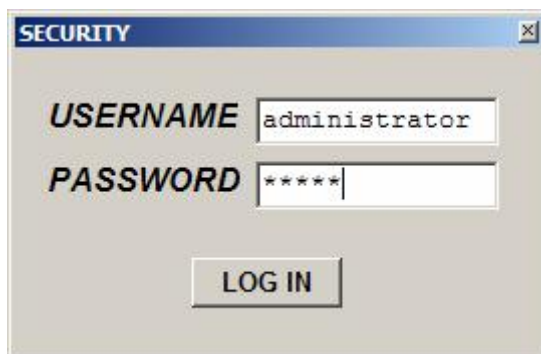 SECURITY
USERNAME administrator
PASSWORD *****
LOG IN